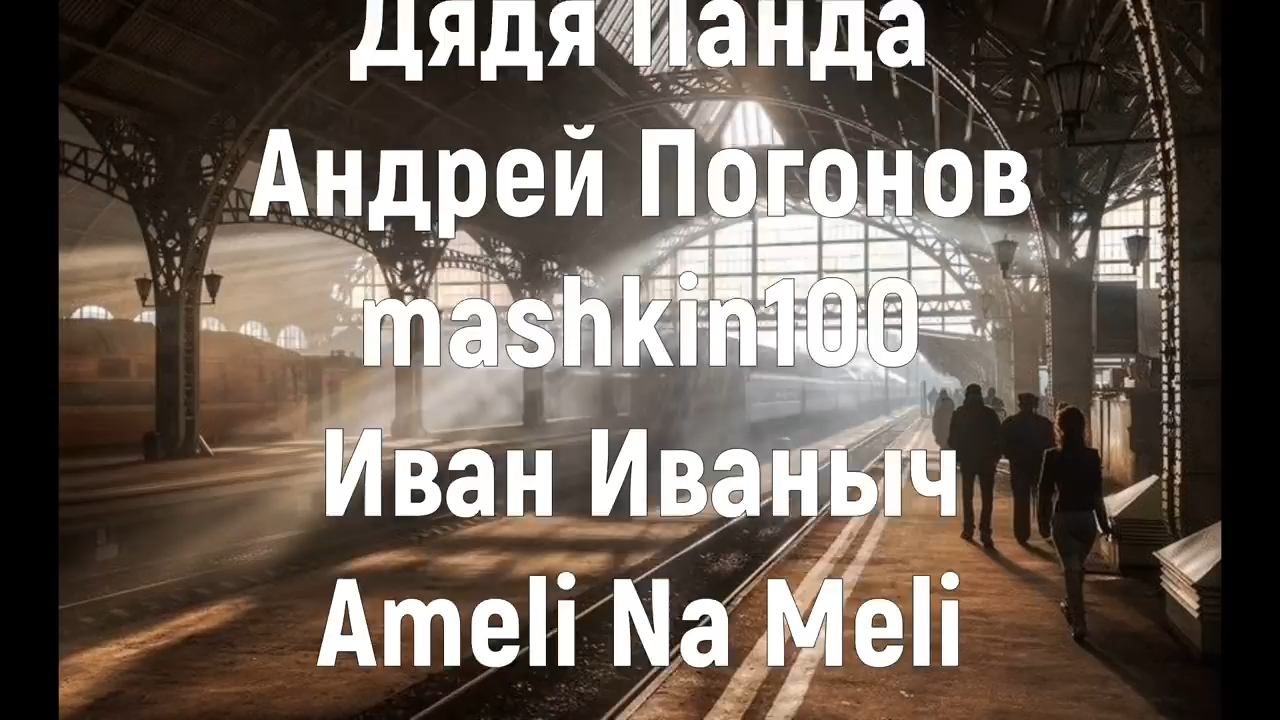 Дядя Панда
Андрей Погонов
mashkin100
Иван Иваныч
Ameli Na Meli